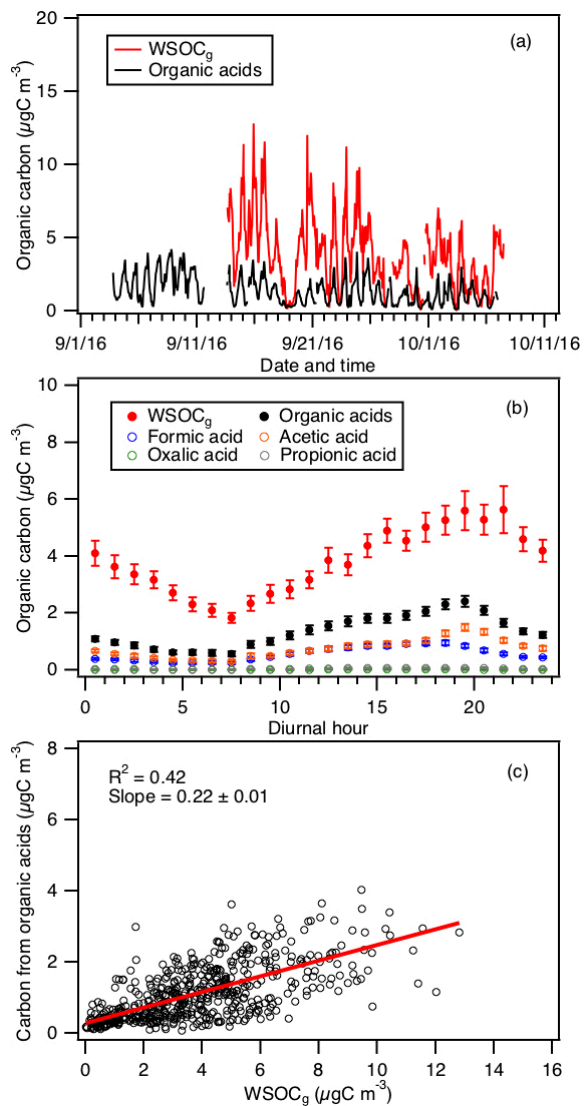 20
15
10
5
0
Organic carbon (µgC m⁻³)
WSOCg
Organic acids
(a)
9/1/16 9/11/16 9/21/16 10/1/16 10/11/16
Date and time
10
8
6
4
2
0
Organic carbon (µgC m⁻³)
WSOCg Organic acids
Formic acid Acetic acid
Oxalic acid Propionic acid
(b)
0 5 10 15 20
Diurnal hour
8
6
4
2
0
Carbon from organic acids (µgC m⁻³)
R² = 0.42
Slope = 0.22 ± 0.01
(c)
0 2 4 6 8 10 12 14 16
WSOCg (µgC m⁻³)